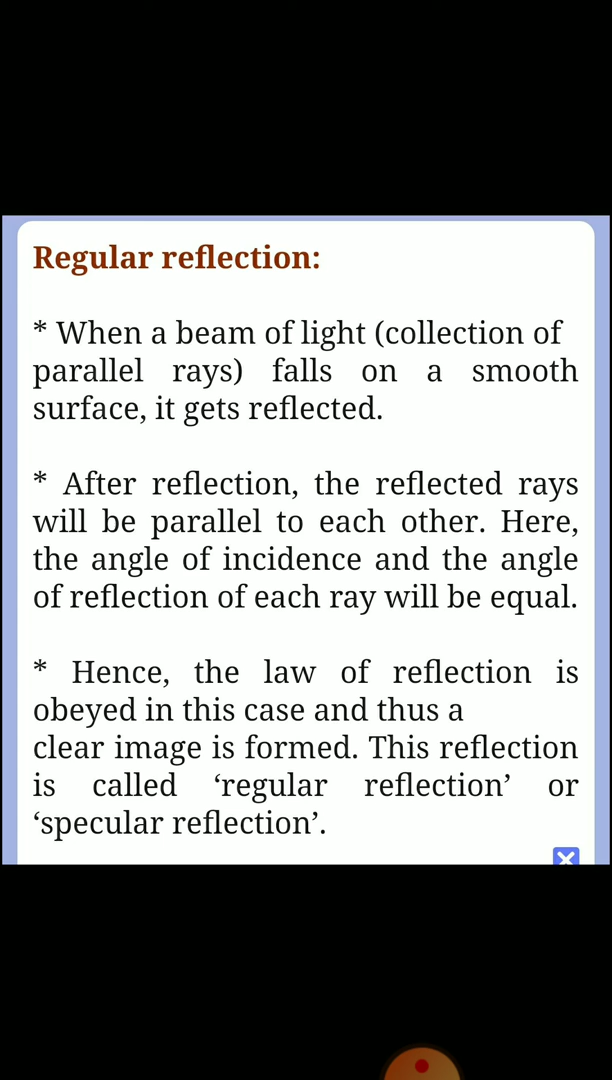 Regular reflection:
* When a beam of light (collection of
parallel rays) falls on a smooth
surface, it gets reflected.
* After reflection, the reflected rays
will be parallel to each other. Here,
the angle of incidence and the angle
of reflection of each ray will be equal.
* Hence, the law of reflection is
obeyed in this case and thus a
clear image is formed. This reflection
is called ‘regular reflection’ or
‘specular reflection’.